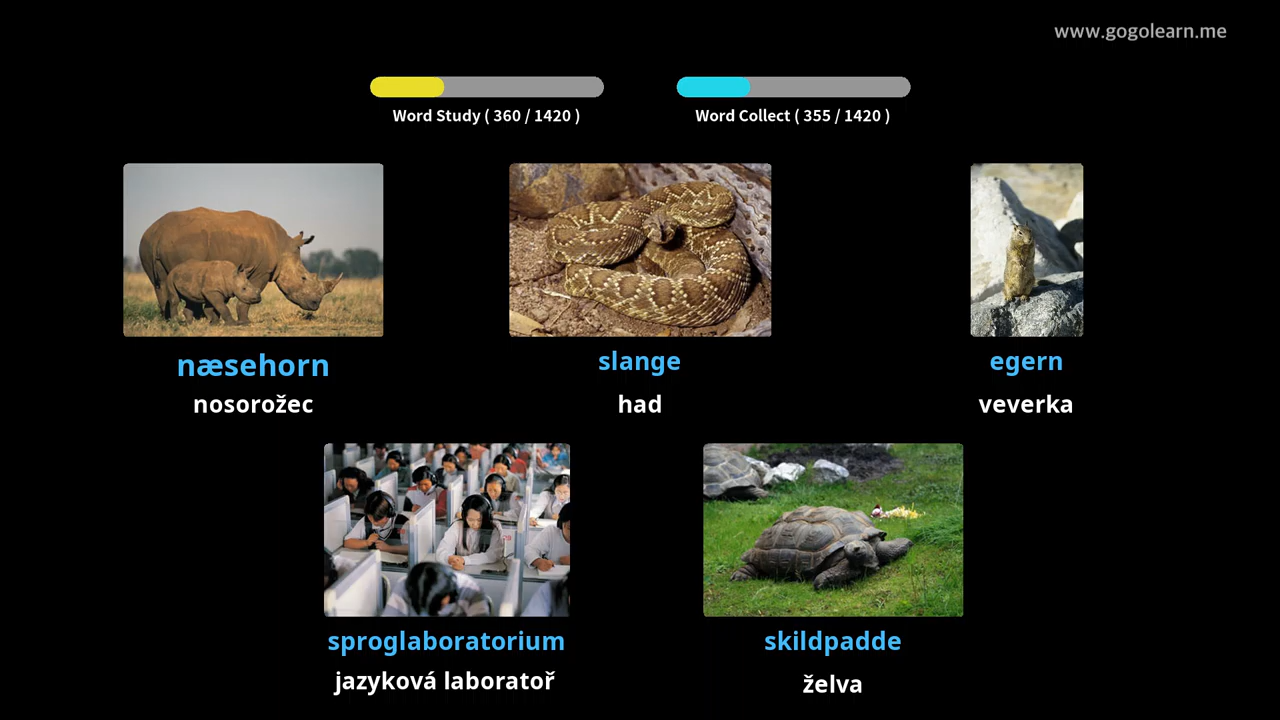 www.gogolearn.me
Word Study ( 360 / 1420 )
Word Collect ( 355 / 1420 )
næsehorn
nosorožec
slange
had
egern
veverka
sproglaboratorium
jazyková laboratoř
skildpadde
želva